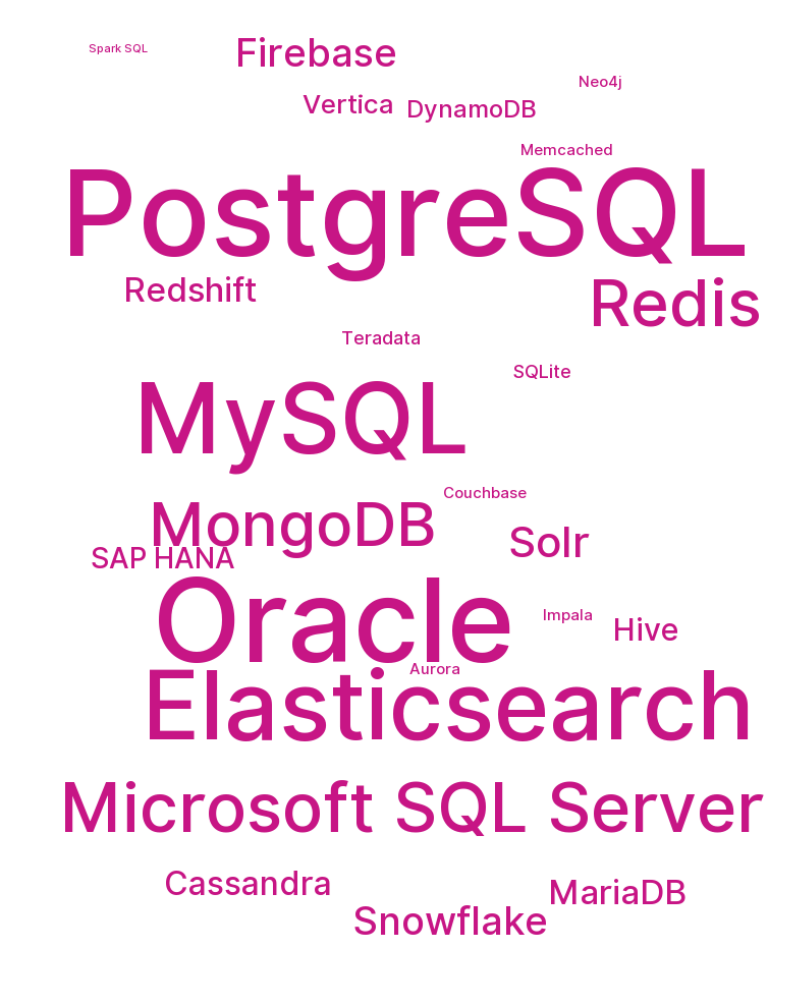 Spark SQL
Firebase
Neo4j
Vertica
DynamoDB
Memcached
PostgreSQL
Redshift
Redis
Teradata
SQLite
MySQL
Couchbase
MongoDB
Solr
SAP HANA
Oracle
Impala
Hive
Aurora
Elasticsearch
Microsoft SQL Server
Cassandra
MariaDB
Snowflake